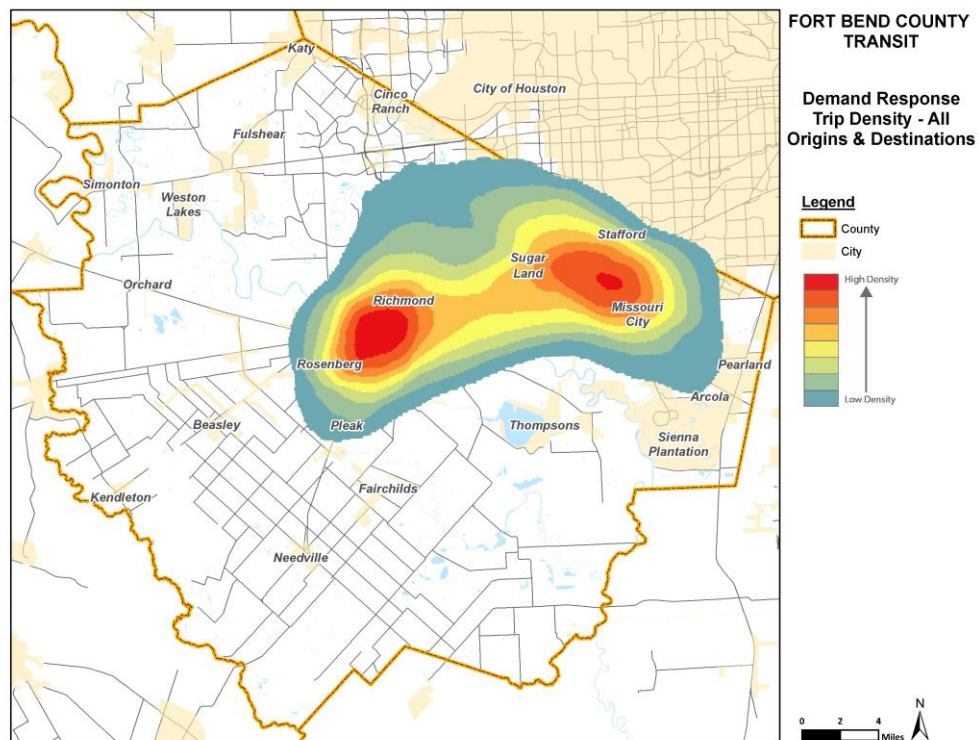 FORT BEND COUNTY
TRANSIT
Demand Response
Trip Density - All
Origins & Destinations
Legend
County
City
High Density
Low Density
Katy
Cinco
Ranch
City of Houston
Fulshear
Simonton
Weston
Lakes
Stafford
Sugar
Land
Orchard
Richmond
Missouri
City
Rosenberg
Pearland
Arcola
Beasley
Pleak
Thompsons
Sienna
Plantation
Kendleton
Fairchilds
Needville
N
0 2 4
Miles